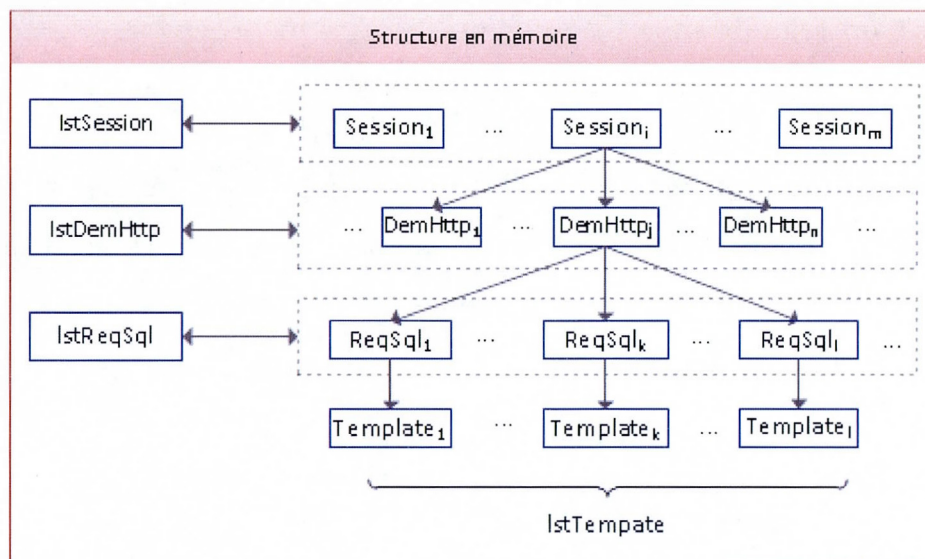 Structure en mémoire
lstSession Session₁ ... Sessionᵢ ... Sessionₘ
lstDemHttp ... DemHttp₁ ... DemHttpⱼ ... DemHttpₙ ...
lstReqSql ReqSql₁ ... ReqSqlₖ ... ReqSqlₗ ...
Template₁ ... Templateₖ ... Templateₗ
lstTempate